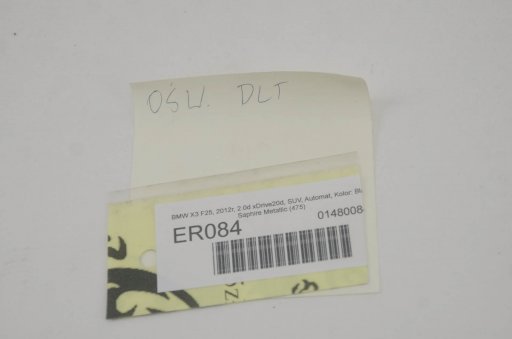 OŚW. DLT
BMW X3 F25, 2012r, 2.0d xDrive20d, SUV, Automat, Kolor: Bl
Saphire Metallic (475)
ER084
0148008